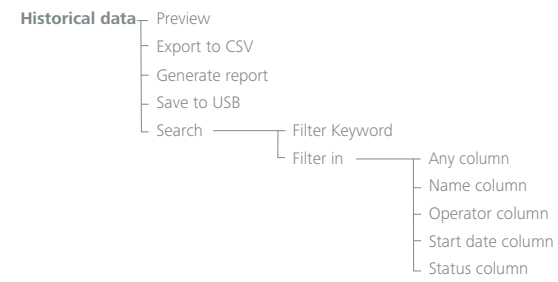 Historical data Preview
Export to CSV
Generate report
Save to USB
Search Filter Keyword
Filter in Any column
Name column
Operator column
Start date column
Status column